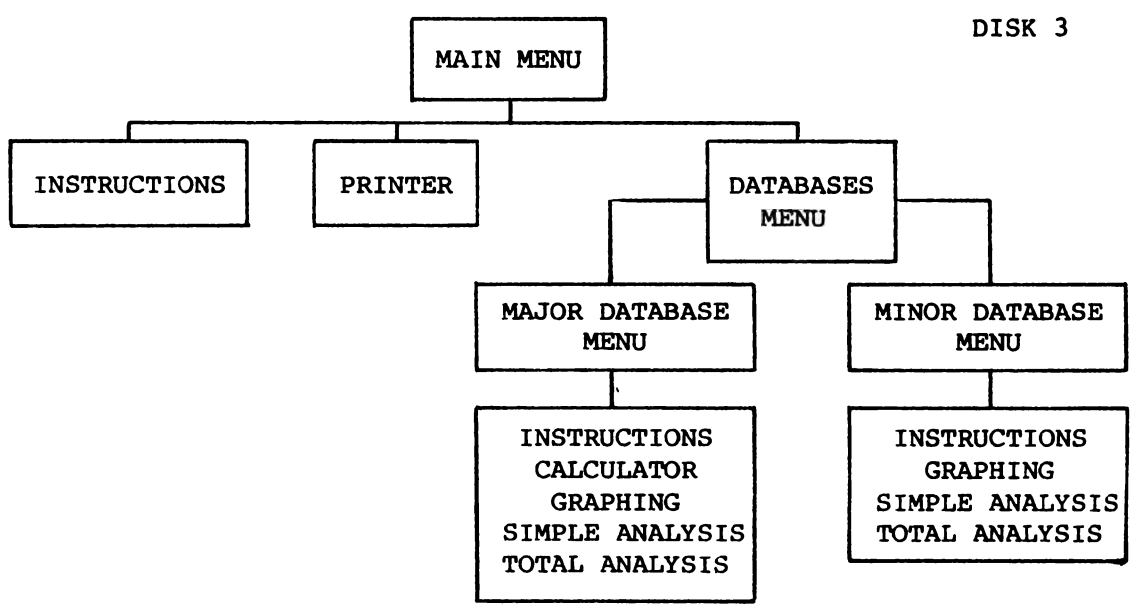 DISK 3
MAIN MENU
INSTRUCTIONS
PRINTER
DATABASES
MENU
MAJOR DATABASE
MENU
MINOR DATABASE
MENU
INSTRUCTIONS
CALCULATOR
GRAPHING
SIMPLE ANALYSIS
TOTAL ANALYSIS
INSTRUCTIONS
GRAPHING
SIMPLE ANALYSIS
TOTAL ANALYSIS